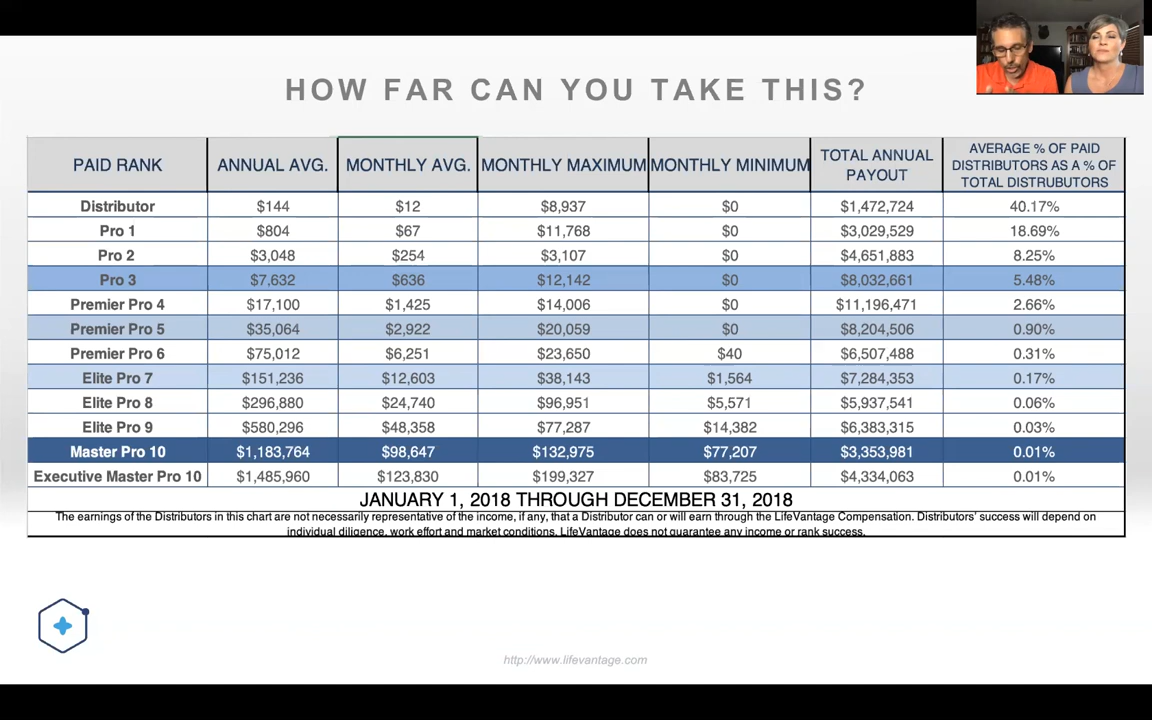 HOW FAR CAN YOU TAKE THIS?
PAID RANK ANNUAL AVG. MONTHLY AVG. MONTHLY MAXIMUM MONTHLY MINIMUM TOTAL ANNUAL PAYOUT AVERAGE % OF PAID DISTRIBUTORS AS A % OF TOTAL DISTRUBUTORS
Distributor $144 $12 $8,937 $0 $1,472,724 40.17%
Pro 1 $804 $67 $11,768 $0 $3,029,529 18.69%
Pro 2 $3,048 $254 $3,107 $0 $4,651,883 8.25%
Pro 3 $7,632 $636 $12,142 $0 $8,032,661 5.48%
Premier Pro 4 $17,100 $1,425 $14,006 $0 $11,196,471 2.66%
Premier Pro 5 $35,064 $2,922 $20,059 $0 $8,204,506 0.90%
Premier Pro 6 $75,012 $6,251 $23,650 $40 $6,507,488 0.31%
Elite Pro 7 $151,236 $12,603 $38,143 $1,564 $7,284,353 0.17%
Elite Pro 8 $296,880 $24,740 $96,951 $5,571 $5,937,541 0.06%
Elite Pro 9 $580,296 $48,358 $77,287 $14,382 $6,383,315 0.03%
Master Pro 10 $1,183,764 $98,647 $132,975 $77,207 $3,353,981 0.01%
Executive Master Pro 10 $1,485,960 $123,830 $199,327 $83,725 $4,334,063 0.01%
JANUARY 1, 2018 THROUGH DECEMBER 31, 2018
The earnings of the Distributors in this chart are not necessarily representative of the income, if any, that a Distributor can or will earn through the LifeVantage Compensation. Distributors' success will depend on
individual diligence, work effort and market conditions. LifeVantage does not guarantee any income or rank success.
http://www.lifevantage.com